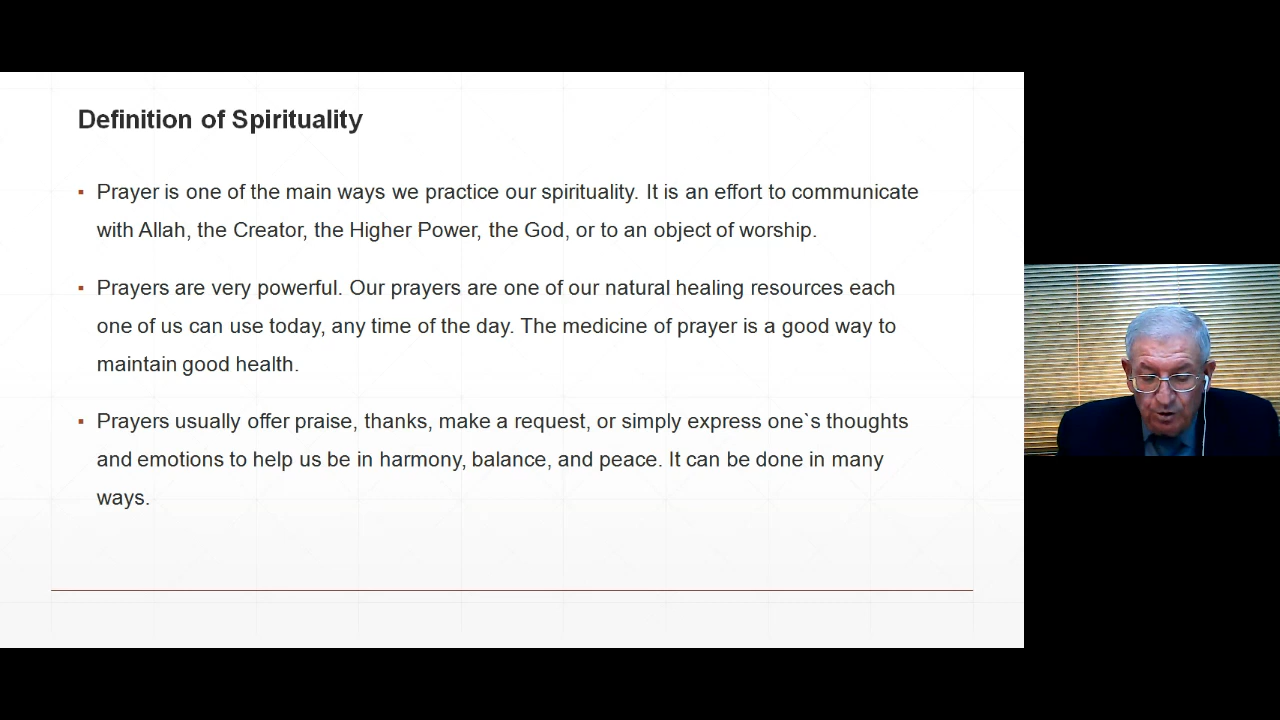 Definition of Spirituality
▪ Prayer is one of the main ways we practice our spirituality. It is an effort to communicate
with Allah, the Creator, the Higher Power, the God, or to an object of worship.
▪ Prayers are very powerful. Our prayers are one of our natural healing resources each
one of us can use today, any time of the day. The medicine of prayer is a good way to
maintain good health.
▪ Prayers usually offer praise, thanks, make a request, or simply express one`s thoughts
and emotions to help us be in harmony, balance, and peace. It can be done in many
ways.